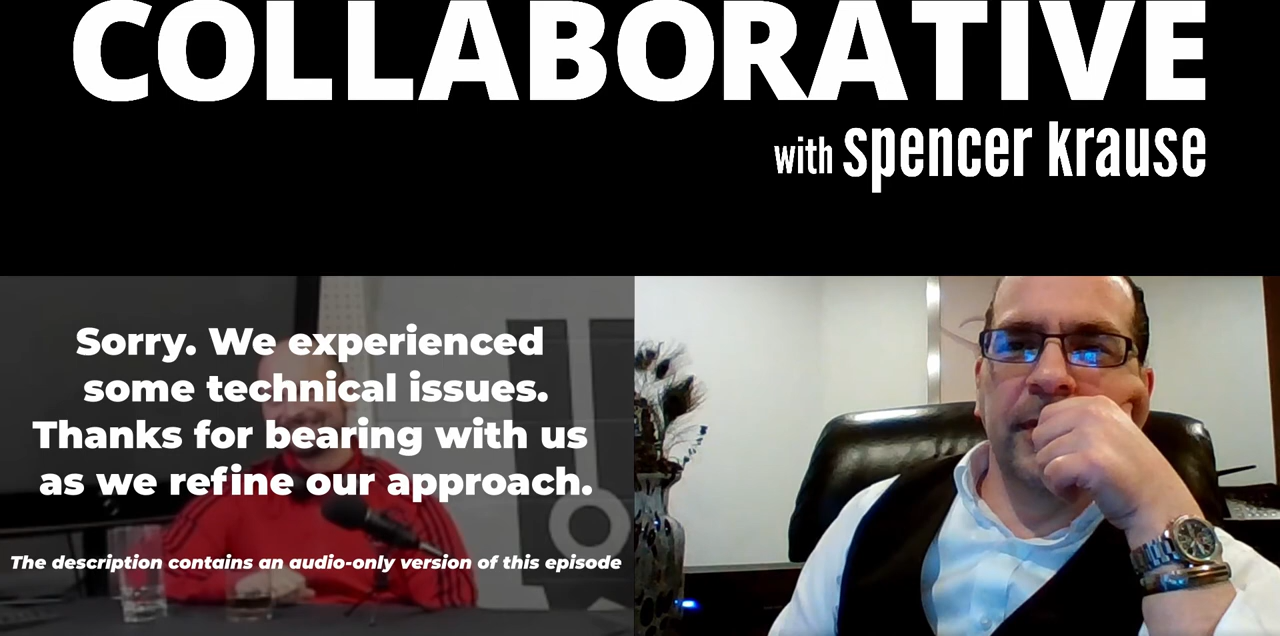 COLLABORATIVE
with spencer krause
Sorry. We experienced
some technical issues.
Thanks for bearing with us
as we refine our approach.
The description contains an audio-only version of this episode